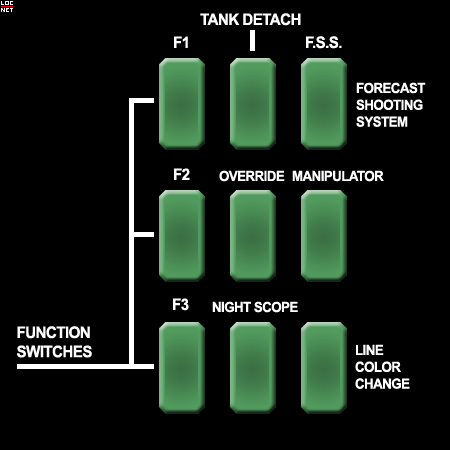 LOC
NET
TANK DETACH
F1 F.S.S.
FORECAST
SHOOTING
SYSTEM
F2 OVERRIDE MANIPULATOR
F3 NIGHT SCOPE
FUNCTION
SWITCHES
LINE
COLOR
CHANGE